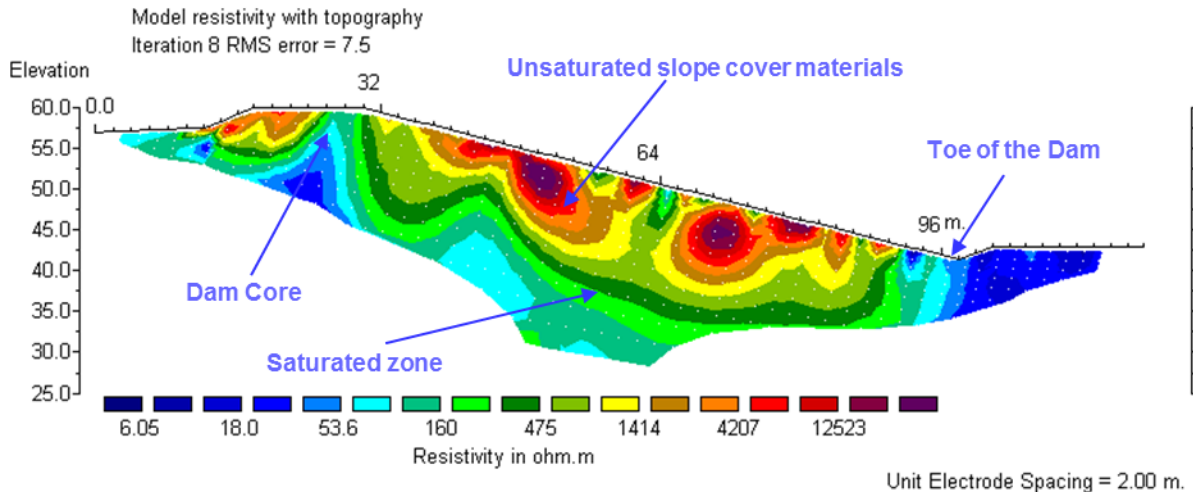 Model resistivity with topography
Iteration 8 RMS error = 7.5
Elevation
Unsaturated slope cover materials
60.0
0.0
32
55.0
64
Toe of the Dam
50.0
45.0
96 m.
40.0
Dam Core
35.0
30.0
Saturated zone
25.0
6.05 18.0 53.6 160 475 1414 4207 12523
Resistivity in ohm.m
Unit Electrode Spacing = 2.00 m.